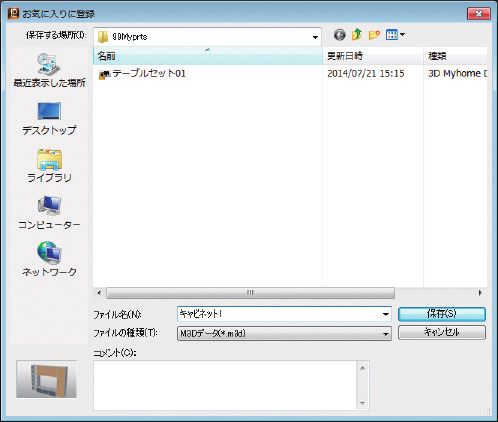 お気に入りに登録
保存する場所(I): 99Myprts
名前 更新日時 種類
テーブルセット01 2014/07/21 15:15 3D Myhome D
最近表示した場所
デスクトップ
ライブラリ
コンピューター
ネットワーク
ファイル名(N): キャビネット1 保存(S)
ファイルの種類(T): M3Dデータ(*.m3d) キャンセル
コメント(C):